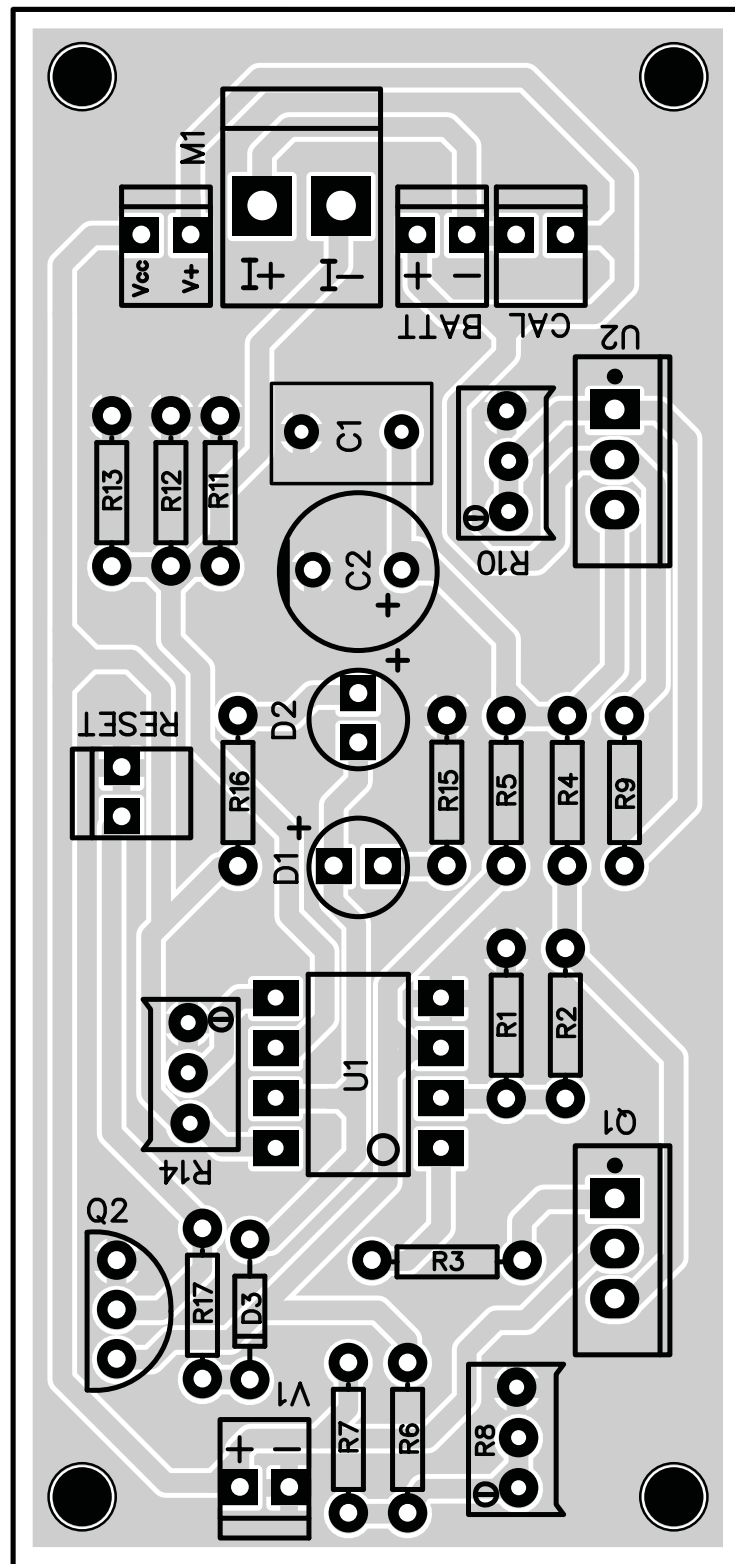 M1
Vcc
V+
+I
-I
+ -
BATT
CAL
U2
R13
R12
R11
C1
R10
C2
+
+
RESET
D2
R16
R15
R5
R4
R9
+
D1
R1
R2
U1
R14
Q1
Q2
R3
R17
D3
V1
+ -
R7
R6
R8